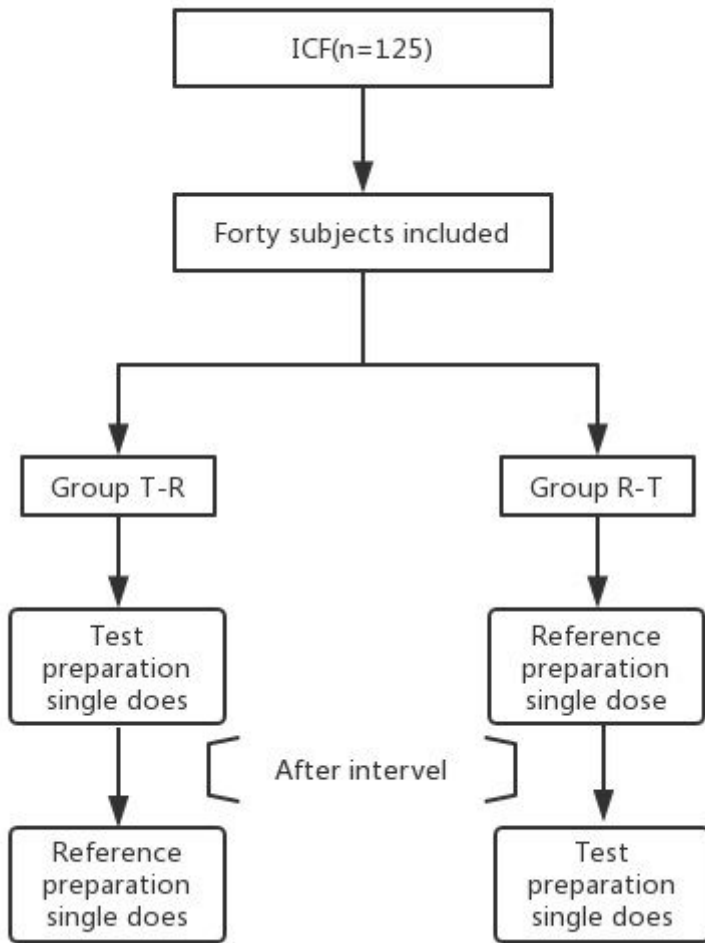 ICF(n=125)
Forty subjects included
Group T-R
Group R-T
Test
preparation
single does
Reference
preparation
single dose
After intervel
Reference
preparation
single does
Test
preparation
single does